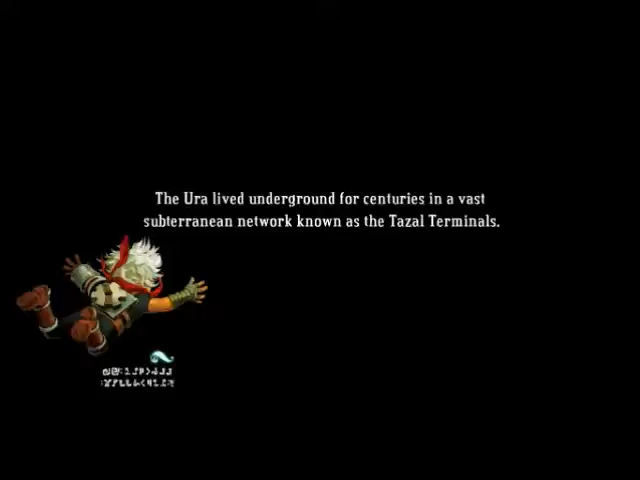 The Ura lived underground for centuries in a vast
subterranean network known as the Tazal Terminals.